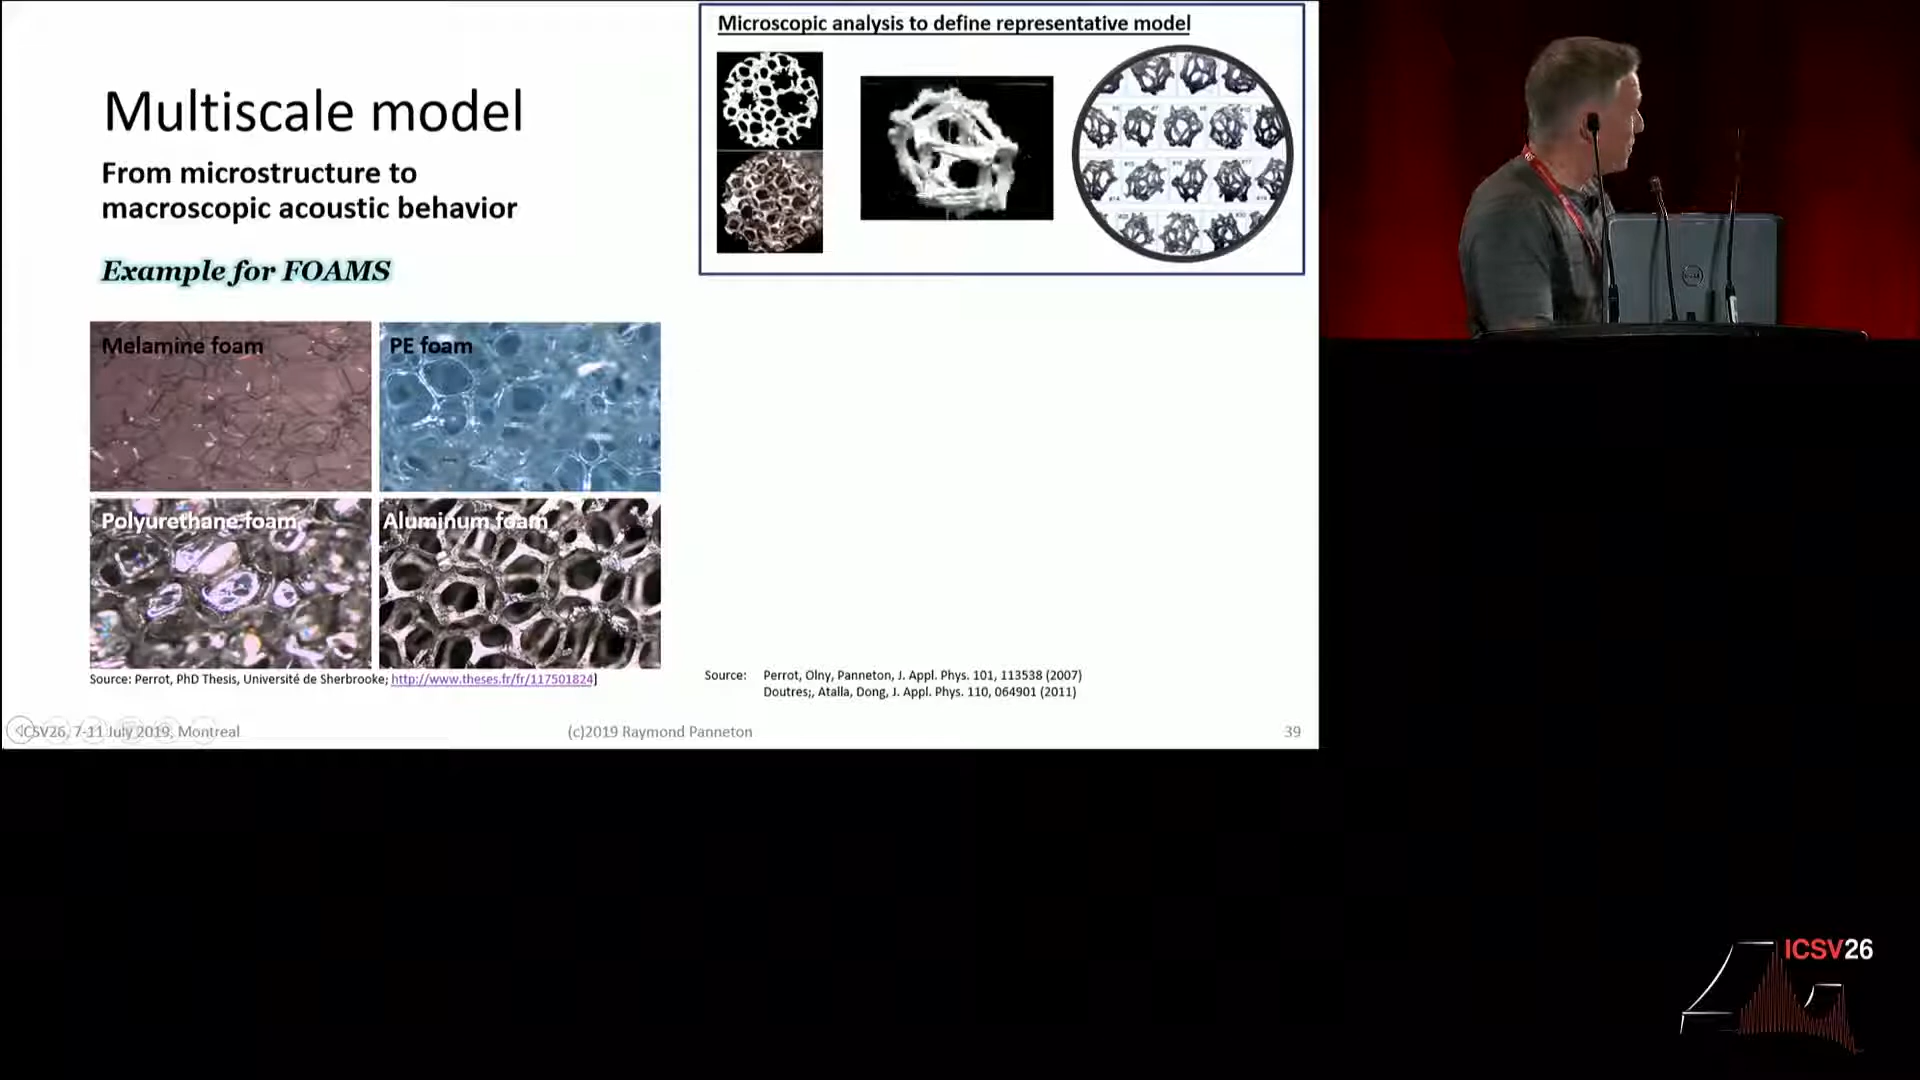 Microscopic analysis to define representative model
Multiscale model
From microstructure to
macroscopic acoustic behavior
Example for FOAMS
Melamine foam
PE foam
Polyurethane foam
Aluminum foam
Source: Perrot, PhD Thesis, Université de Sherbrooke; http://www.theses.fr/fr/117501824]
Source: Perrot, Olny, Panneton, J. Appl. Phys. 101, 113538 (2007)
Doutres;, Atalla, Dong, J. Appl. Phys. 110, 064901 (2011)
ICSV26, 7-11 July 2019, Montreal
(c)2019 Raymond Panneton
39
ICSV26